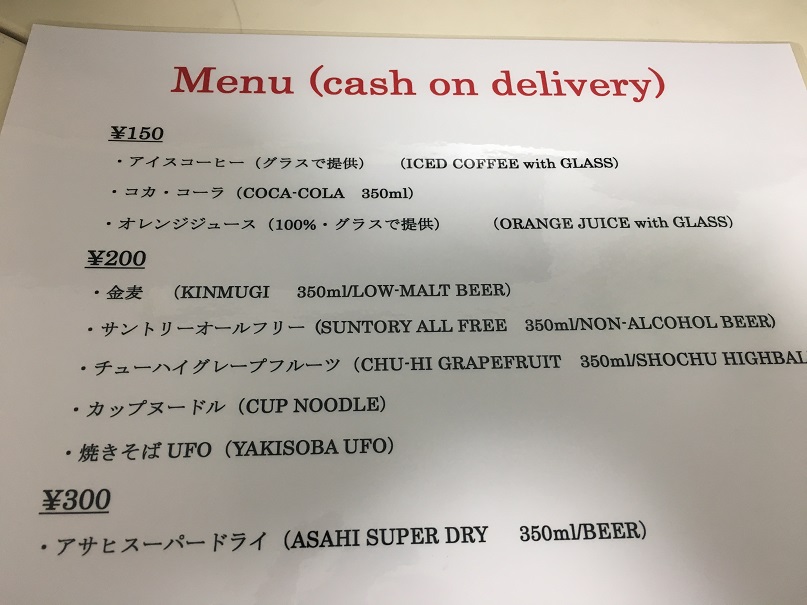 Menu (cash on delivery)
¥150
・アイスコーヒー（グラスで提供）　（ICED COFFEE with GLASS）
・コカ・コーラ（COCA-COLA　350ml）
・オレンジジュース（100%・グラスで提供）　　（ORANGE JUICE with GLASS）
¥200
・金麦　（KINMUGI　350ml/LOW-MALT BEER）
・サントリーオールフリー（SUNTORY ALL FREE　350ml/NON-ALCOHOL BEER）
・チューハイグレープフルーツ（CHU-HI GRAPEFRUIT　350ml/SHOCHU HIGHBAL
・カップヌードル（CUP NOODLE）
・焼きそば UFO（YAKISOBA UFO）
¥300
・アサヒスーパードライ（ASAHI SUPER DRY　350ml/BEER）